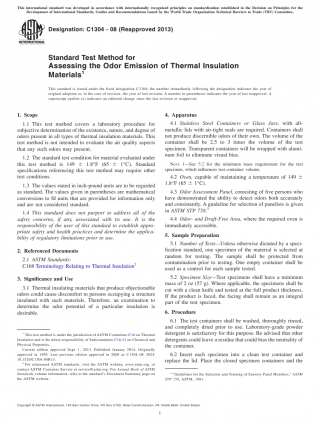 This international standard was developed in accordance with internationally recognized principles on standardization established in the Decision on Principles for the
Development of International Standards, Guides and Recommendations issued by the World Trade Organization Technical Barriers to Trade (TBT) Committee.
Designation: C1304 - 08 (Reapproved 2013)
INTERNATIONAL
Standard Test Method for
Assessing the Odor Emission of Thermal Insulation
Materials1
This standard is issued under the fixed designation C1304; the number immediately following the designation indicates the year of
original adoption or, in the case of revision, the year of last revision. A number in parentheses indicates the year of last reapproval. A
superscript epsilon (ε) indicates an editorial change since the last revision or reapproval.
1. Scope
1.1 This test method covers a laboratory procedure for
subjective determination of the existence, nature, and degree of
odors present in all types of thermal insulation materials. This
test method is not intended to evaluate the air quality aspects
that any such odors may present.
1.2 The standard test condition for material evaluated under
this test method is 149 ± 1.8°F (65 ± 1°C). Standard
specifications referencing this test method may require other
test conditions.
1.3 The values stated in inch-pound units are to be regarded
as standard. The values given in parentheses are mathematical
conversions to SI units that are provided for information only
and are not considered standard.
1.4 This standard does not purport to address all of the
safety concerns, if any, associated with its use. It is the
responsibility of the user of this standard to establish appro-
priate safety and health practices and determine the applica-
bility of regulatory limitations prior to use.
2. Referenced Documents
2.1 ASTM Standards:
C168 Terminology Relating to Thermal Insulation2
3. Significance and Use
3.1 Thermal insulating materials that produce objectionable
odors could cause discomfort to persons occupying a structure
insulated with such materials. Therefore, an examination to
determine the odor potential of a particular insulation is
desirable.
1 This test method is under the jurisdiction of ASTM Committee C16 on Thermal
Insulation and is the direct responsibility of Subcommittee C16.31 on Chemical and
Physical Properties.
Current edition approved Sept. 1, 2013. Published January 2014. Originally
approved in 1995. Last previous edition approved in 2008 as C1304-08. DOI:
10.1520/C1304-08R13.
2 For referenced ASTM standards, visit the ASTM website, www.astm.org, or
contact ASTM Customer Service at service@astm.org. For Annual Book of ASTM
Standards volume information, refer to the standard's Document Summary page on
the ASTM website.
4. Apparatus
4.1 Stainless Steel Containers or Glass Jars, with all-
metallic lids with air-tight seals are required. Containers shall
not produce discernible odors of their own. The volume of the
container shall be 2.5 to 3 times the volume of the test
specimen. Transparent containers will be wrapped with alumi-
num foil to eliminate visual bias.
NOTE 1—See 5.2 for the minimum mass requirement for the test
specimen, which influences test container volume.
4.2 Oven, capable of maintaining a temperature of 149 ±
1.8°F (65 ± 1°C).
4.3 Odor Assessment Panel, consisting of five persons who
have demonstrated the ability to detect odors both accurately
and consistently. A guideline for selection of panelists is given
in ASTM STP 758.3
4.4 Odor- and Draft-Free Area, where the required oven is
immediately accessible.
5. Sample Preparation
5.1 Number of Tests—Unless otherwise dictated by a speci-
fication standard, one specimen of the material is selected at
random for testing. The sample shall be protected from
contamination prior to testing. One empty container shall be
used as a control for each sample tested.
5.2 Specimen Size—Test specimens shall have a minimum
mass of 2 oz (57 g). Where applicable, the specimens shall be
cut with a clean knife and tested at the full product thickness.
If the product is faced, the facing shall remain as an integral
part of the test specimen.
6. Procedure
6.1 The test containers shall be washed, thoroughly rinsed,
and completely dried prior to use. Laboratory-grade powder
detergent is satisfactory for this purpose. Be advised that other
detergents could leave a residue that could bias the neutrality of
the container.
6.2 Insert each specimen into a clean test container and
replace the lid. Place the closed specimen containers and the
3 "Guidelines for the Selection and Training of Sensory Panel Members," ASTM
STP 758, ASTM, 1981.
1